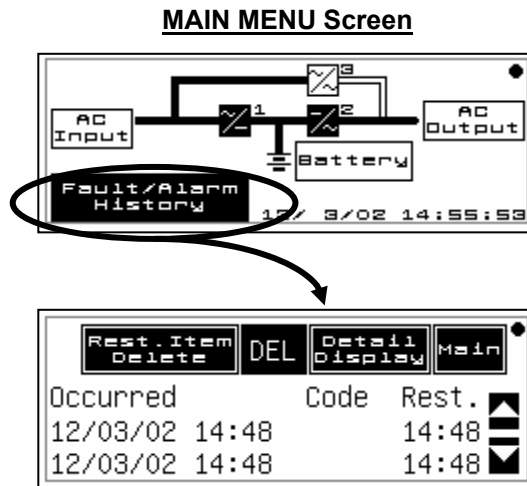 MAIN MENU Screen
3
AC Input
1
2
AC Output
Battery
Fault/Alarm History
3/02 14:55:53
Rest.Item Delete
DEL
Detail Display
Main
Occurred Code Rest.
12/03/02 14:48 14:48
12/03/02 14:48 14:48